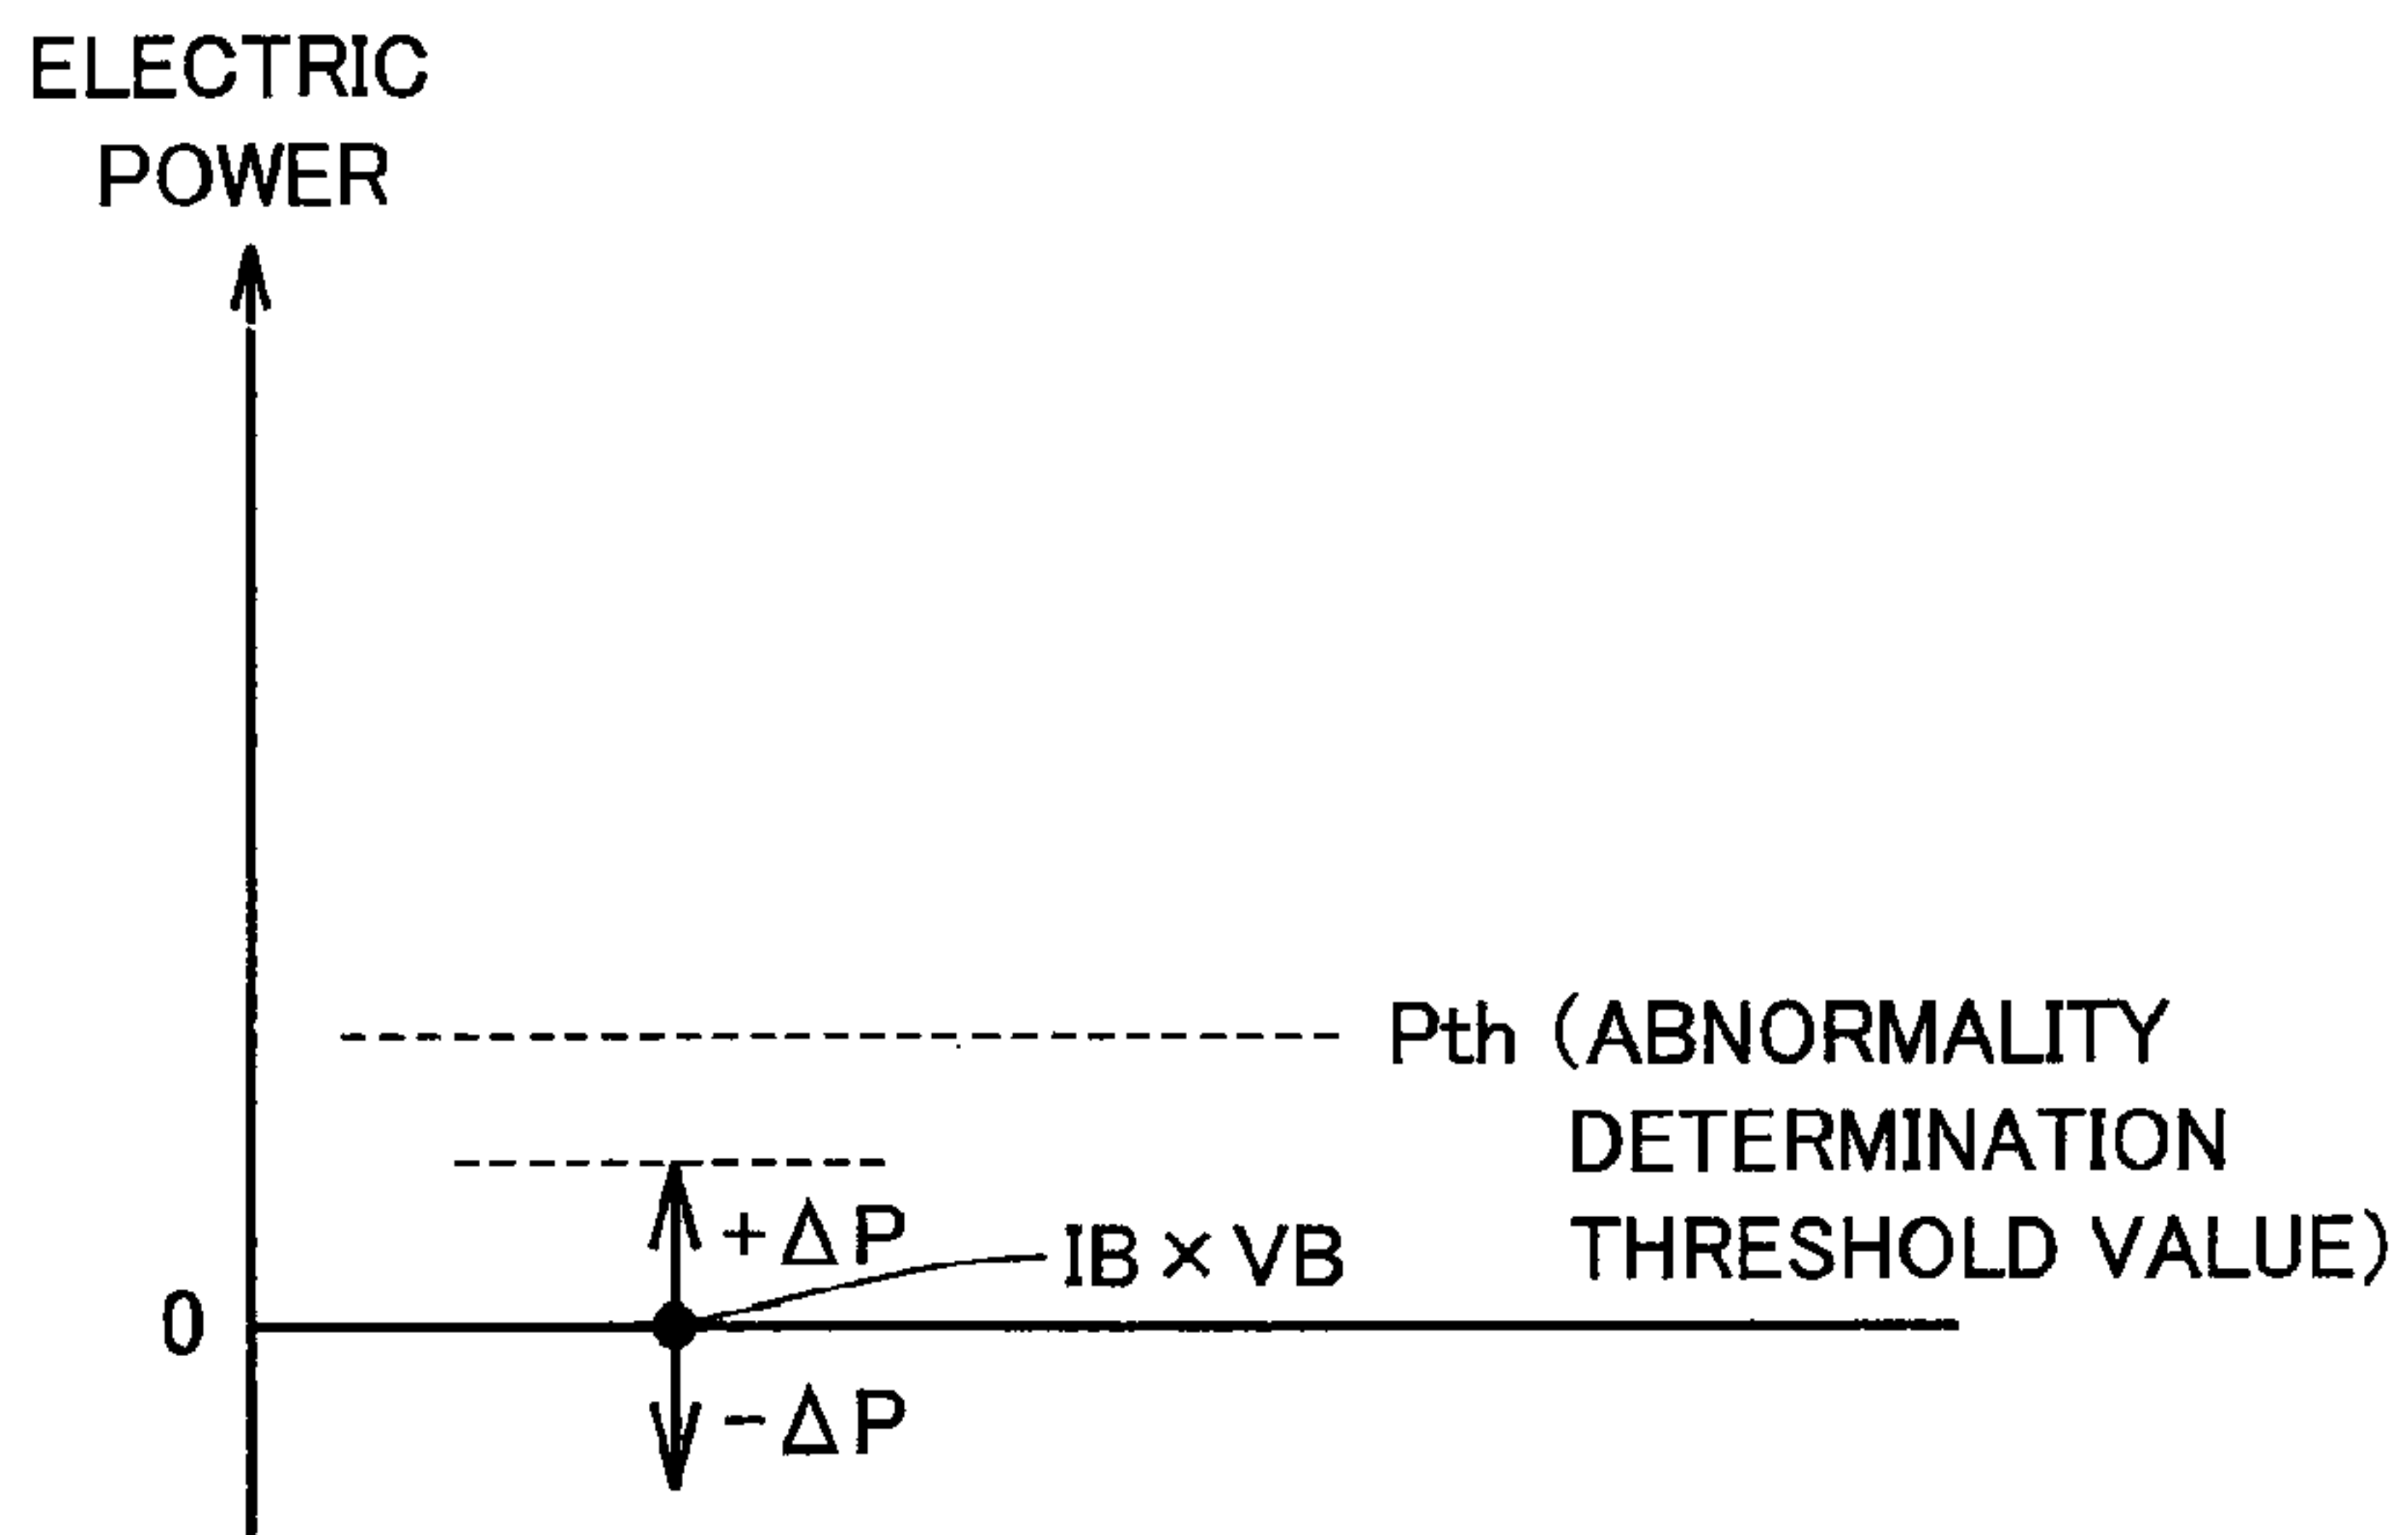 ELECTRIC
POWER
Pth (ABNORMALITY
DETERMINATION
THRESHOLD VALUE)
+ΔP
IB × VB
0
-ΔP